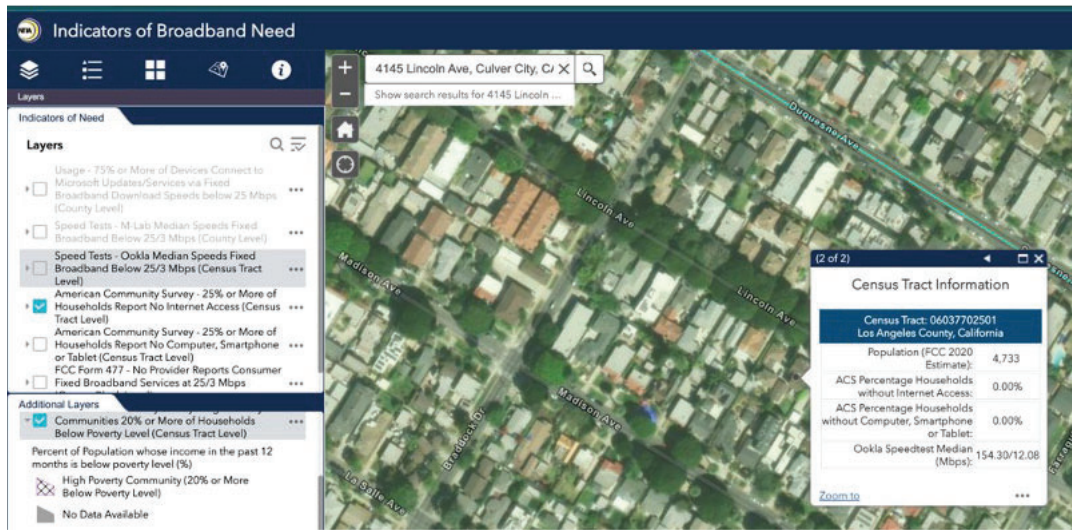 NTIA
Indicators of Broadband Need
Layers
Indicators of Need
Layers
Usage - 75% or More of Devices Connect to
Microsoft Updates/Services via Fixed
Broadband Download Speeds below 25 Mbps
(County Level)
Speed Tests - M-Lab Median Speeds Fixed
Broadband Below 25/3 Mbps (County Level)
Speed Tests - Ookla Median Speeds Fixed
Broadband Below 25/3 Mbps (Census Tract
Level)
American Community Survey - 25% or More of
Households Report No Internet Access (Census
Tract Level)
American Community Survey - 25% or More of
Households Report No Computer, Smartphone
or Tablet (Census Tract Level)
FCC Form 477 - No Provider Reports Consumer
Fixed Broadband Services at 25/3 Mbps
Additional Layers
Communities 20% or More of Households
Below Poverty Level (Census Tract Level)
Percent of Population whose income in the past 12
months is below poverty level (%)
High Poverty Community (20% or More
Below Poverty Level)
No Data Available
4145 Lincoln Ave, Culver City, C
Show search results for 4145 Lincoln ...
Duquesne Ave
Lincoln Ave
Madison Ave
Lincoln Ave
Madison Ave
Braddock Dr
La Salle Ave
(2 of 2)
Census Tract Information
Census Tract: 06037702501
Los Angeles County, California
Population (FCC 2020
Estimate): 4,733
ACS Percentage Households
without Internet Access: 0.00%
ACS Percentage Households
without Computer, Smartphone
or Tablet: 0.00%
Ookla Speedtest Median
(Mbps): 154.30/12.08
Zoom to